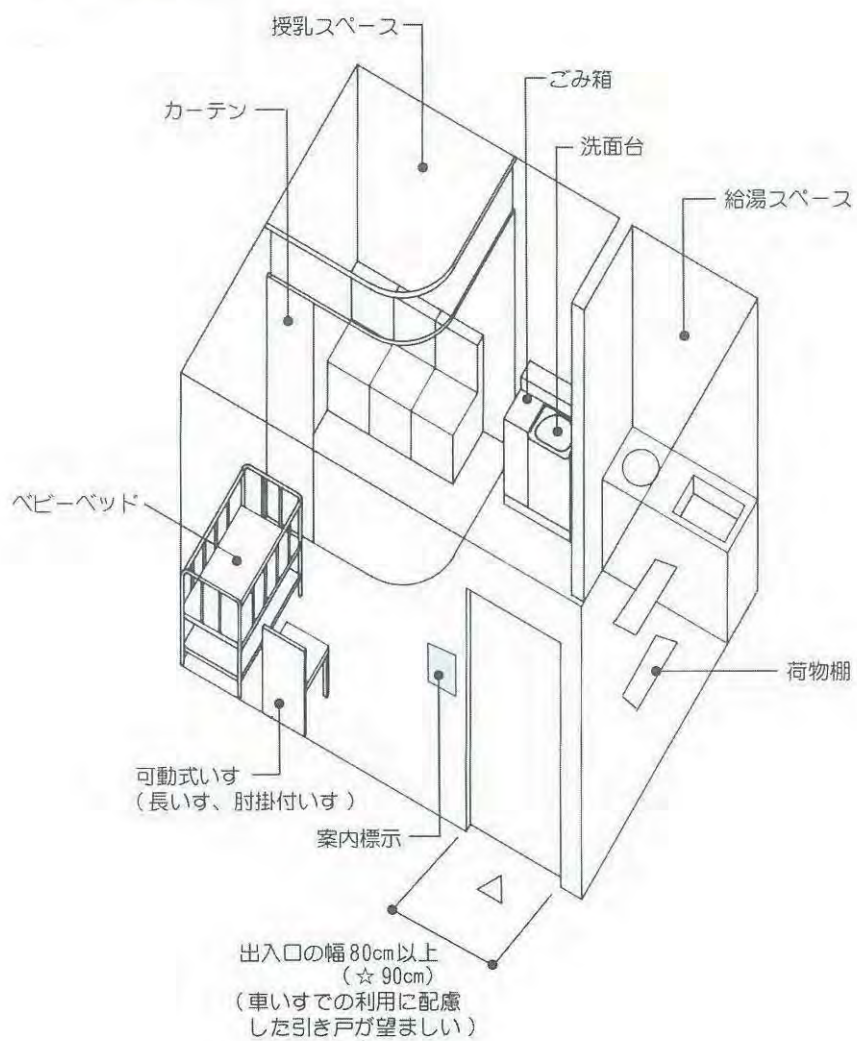 授乳スペース
ごみ箱
カーテン
洗面台
給湯スペース
ベビーベッド
荷物棚
可動式いす
(長いす、肘掛付いす)
案内標示
出入口の幅80cm以上
(☆90cm)
(車いすでの利用に配慮
した引き戸が望ましい)